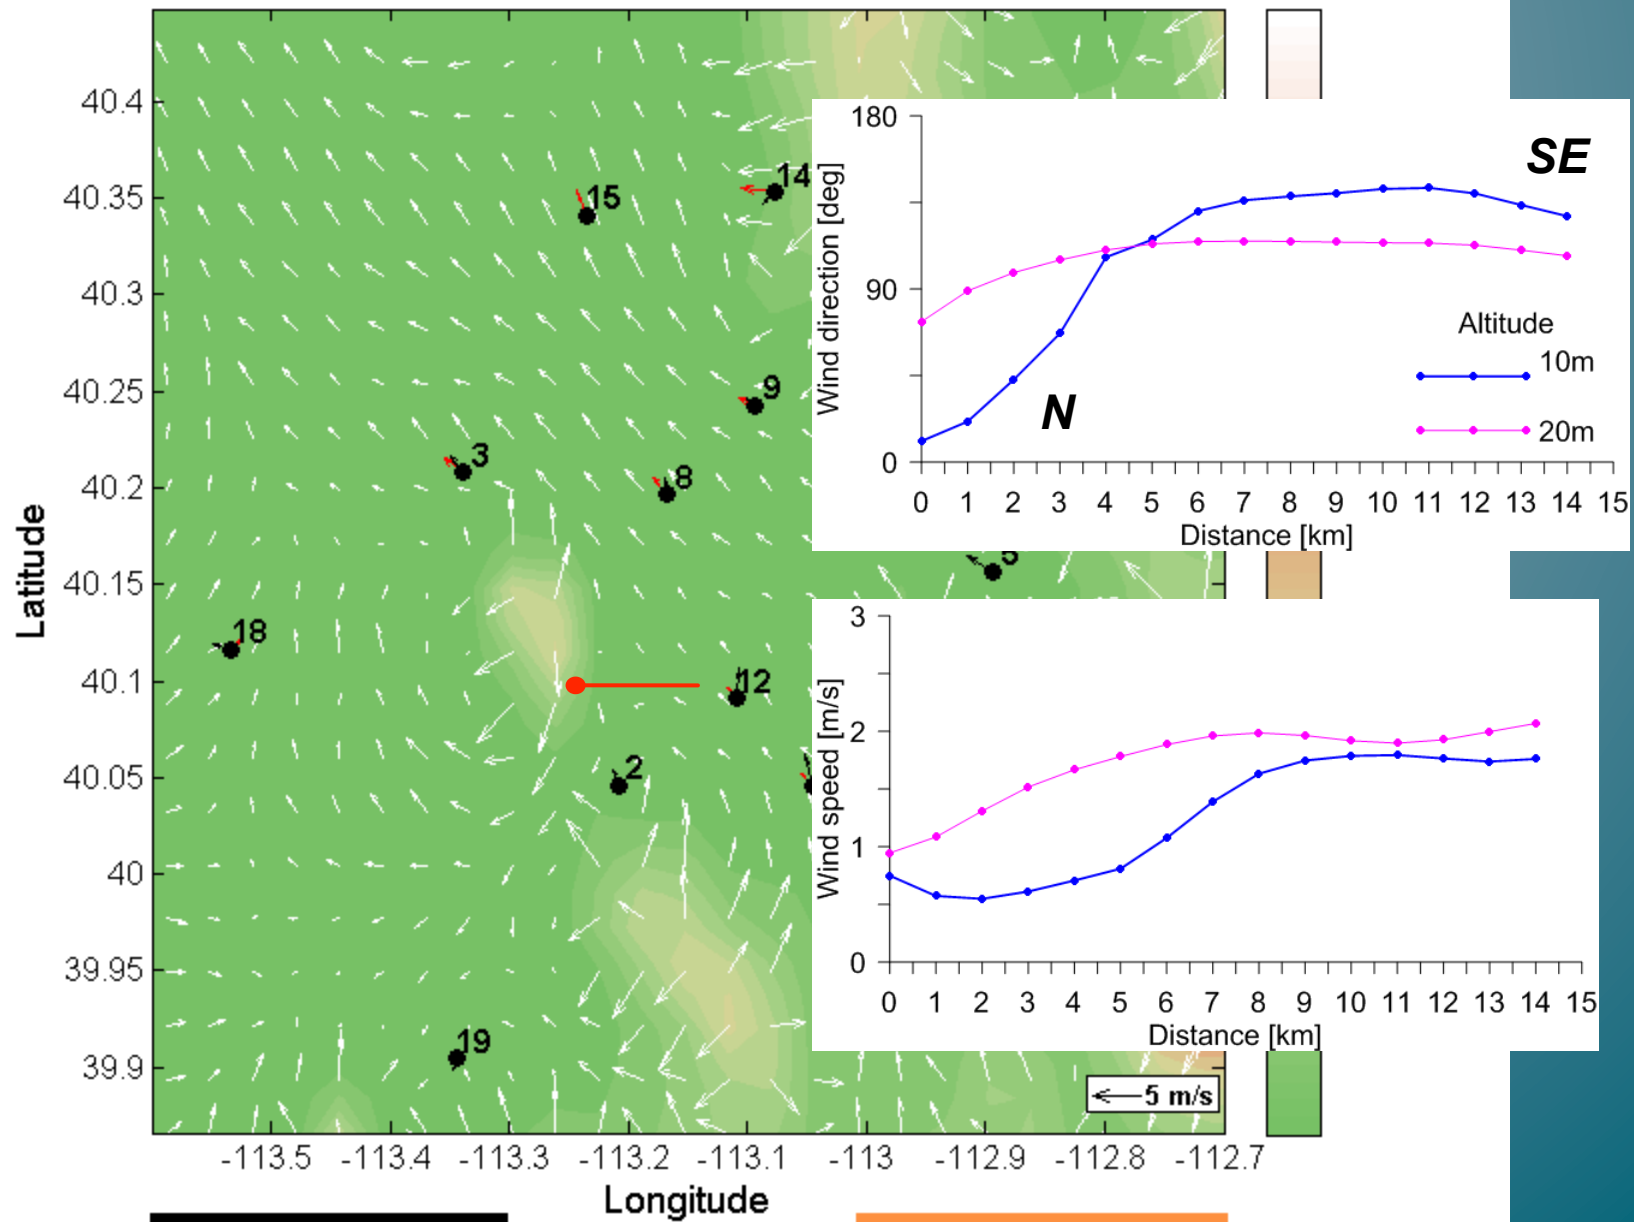 40.4
40.35
40.3
40.25
40.2
40.15
40.1
40.05
40
39.95
39.9
Latitude
-113.5 -113.4 -113.3 -113.2 -113.1 -113 -112.9 -112.8 -112.7
Longitude
15
14
9
3
8
5
18
12
2
19
5 m/s
180
90
0
Wind direction [deg]
SE
N
Altitude
10m
20m
0 1 2 3 4 5 6 7 8 9 10 11 12 13 14 15
Distance [km]
3
2
1
0
Wind speed [m/s]
0 1 2 3 4 5 6 7 8 9 10 11 12 13 14 15
Distance [km]